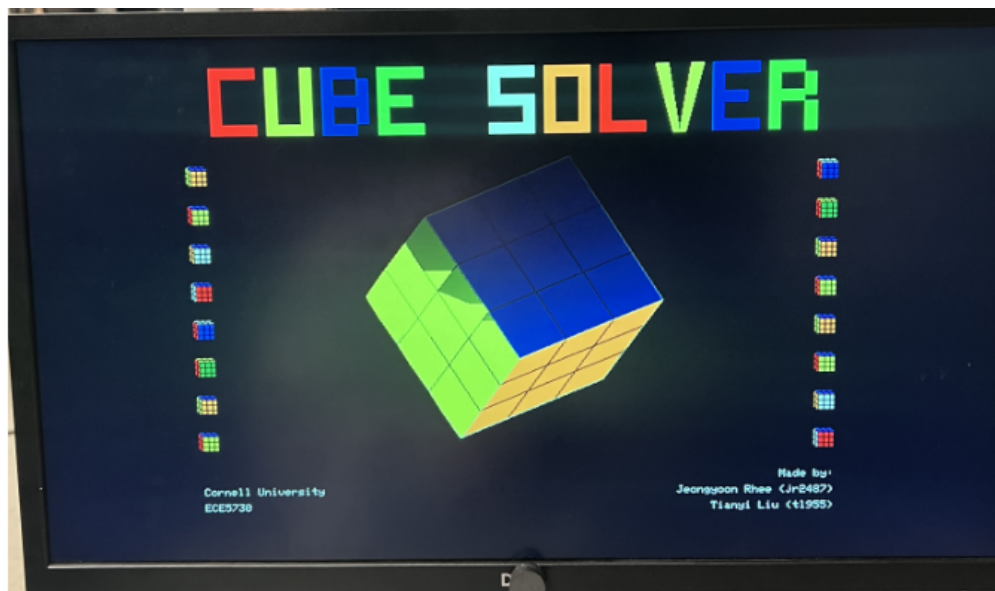 CUBE SOLVER
Cornell University
ECE5730
Made by:
Jeongyoon Rhee (jr2487)
Tianyi Liu (tl955)